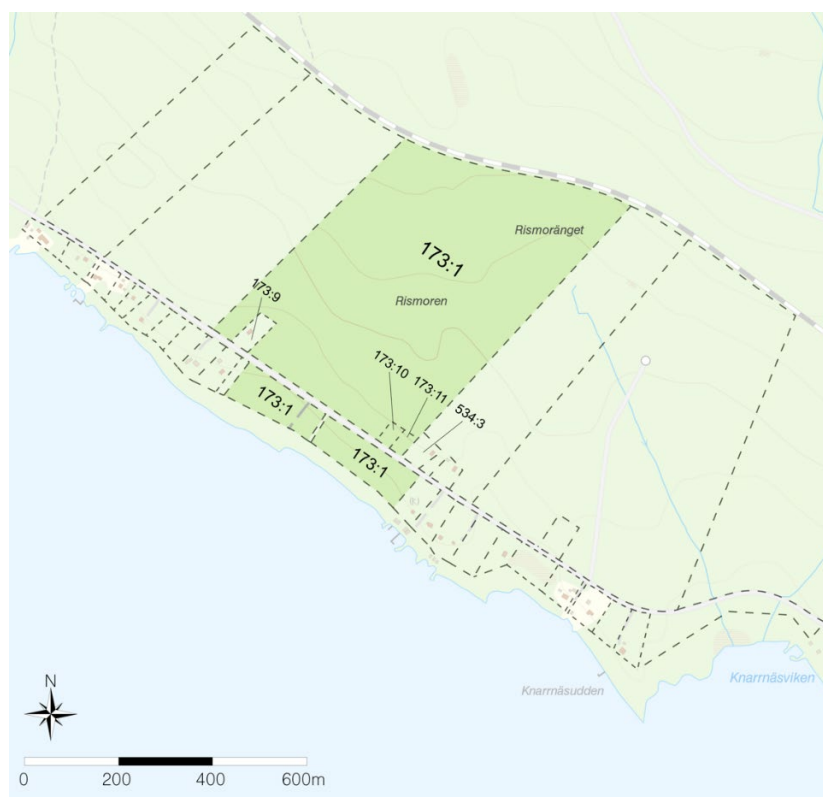 Rismoränget
173:1
173:9
Rismoren
173:10
173:11
173:1
534:3
173:1
Knarrnäsviken
Knarrnäsudden
N
0 200 400 600m